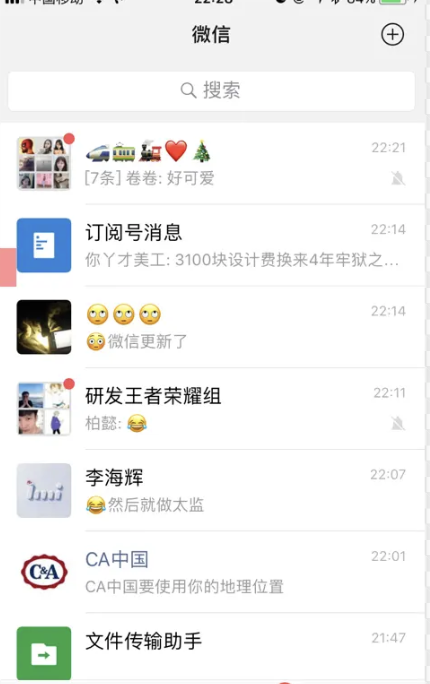 中国移动 22:28 84%
微信
搜索
🚅🚋🚂❤️🎄 22:21
[7条] 卷卷: 好可爱
订阅号消息 22:14
你丫才美工: 3100块设计费换来4年牢狱之...
🙄🙄🙄 22:14
😳微信更新了
研发王者荣耀组 22:11
柏懿: 😂
李海辉 22:07
😂然后就做太监
C&A
CA中国 22:01
CA中国要使用你的地理位置
文件传输助手 21:47